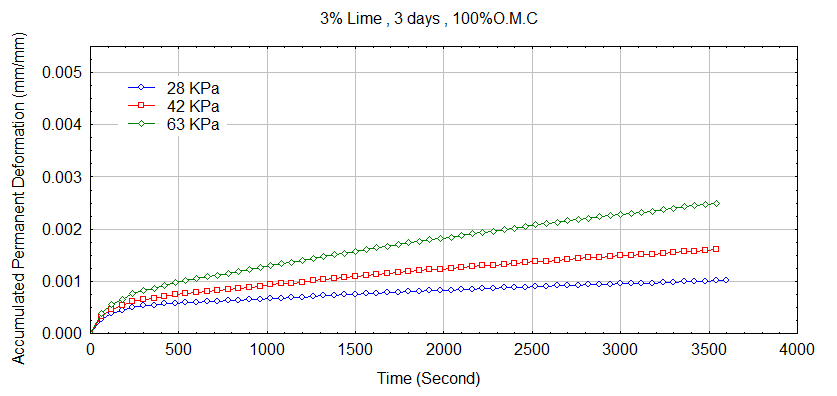 3% Lime , 3 days , 100%O.M.C
Accumulated Permanent Deformation (mm/mm)
0.005
0.004
0.003
0.002
0.001
0.000
28 KPa
42 KPa
63 KPa
0 500 1000 1500 2000 2500 3000 3500 4000
Time (Second)